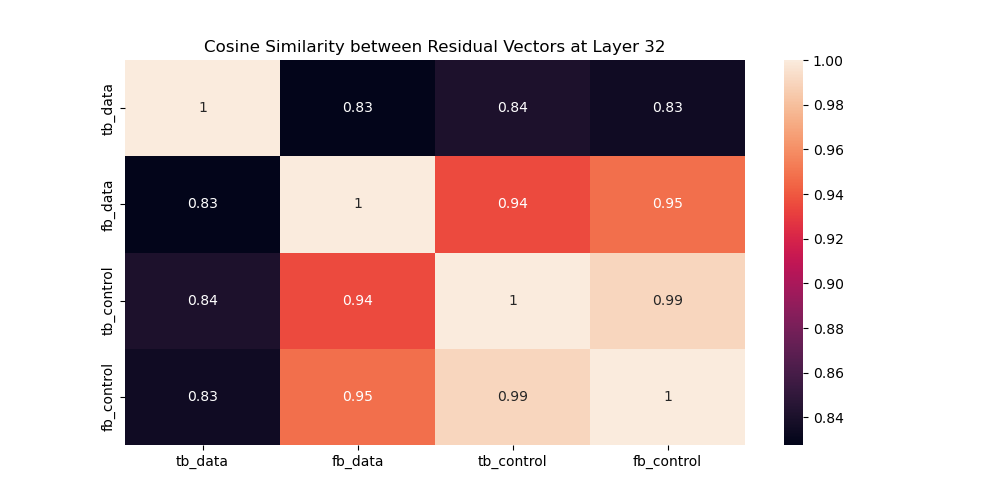 Cosine Similarity between Residual Vectors at Layer 32
tb_data
1
0.83
0.84
0.83
fb_data
0.83
1
0.94
0.95
tb_control
0.84
0.94
1
0.99
fb_control
0.83
0.95
0.99
1
tb_data
fb_data
tb_control
fb_control
1.00
0.98
0.96
0.94
0.92
0.90
0.88
0.86
0.84